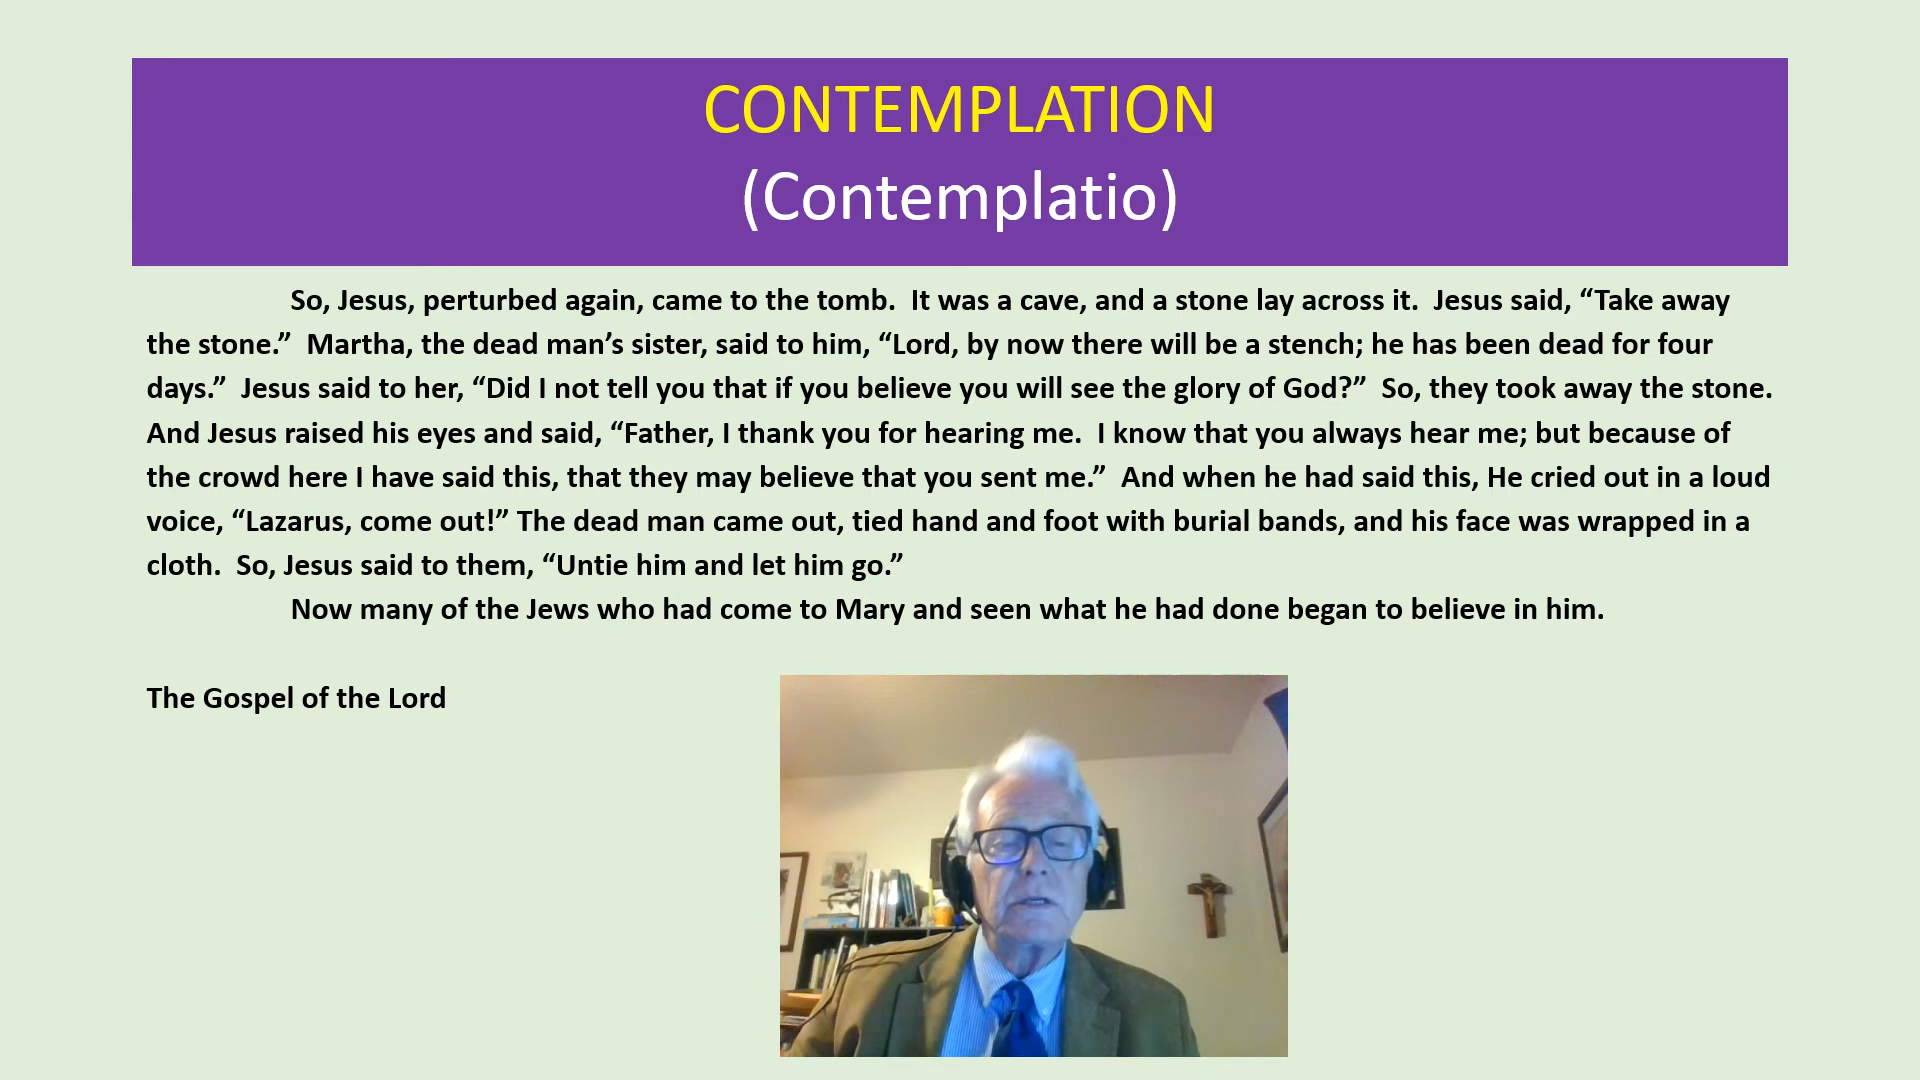 CONTEMPLATION
(Contemplatio)
So, Jesus, perturbed again, came to the tomb.  It was a cave, and a stone lay across it.  Jesus said, “Take away
the stone.”  Martha, the dead man’s sister, said to him, “Lord, by now there will be a stench; he has been dead for four
days.”  Jesus said to her, “Did I not tell you that if you believe you will see the glory of God?”  So, they took away the stone.
And Jesus raised his eyes and said, “Father, I thank you for hearing me.  I know that you always hear me; but because of
the crowd here I have said this, that they may believe that you sent me.”  And when he had said this, He cried out in a loud
voice, “Lazarus, come out!” The dead man came out, tied hand and foot with burial bands, and his face was wrapped in a
cloth.  So, Jesus said to them, “Untie him and let him go.”
Now many of the Jews who had come to Mary and seen what he had done began to believe in him.
The Gospel of the Lord